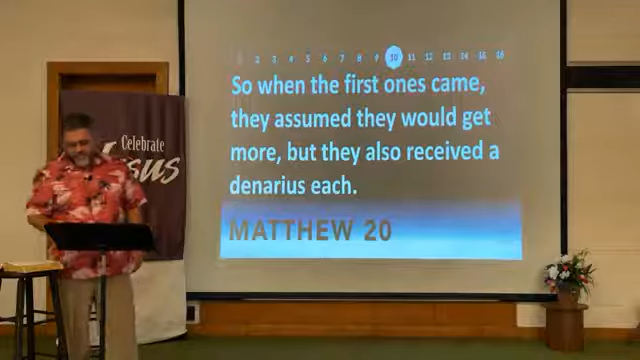 2 3 4 5 6 7 8 9 10 11 12 13 14 15 16
So when the first ones came,
they assumed they would get
more, but they also received a
denarius each.
MATTHEW 20
Celebrate